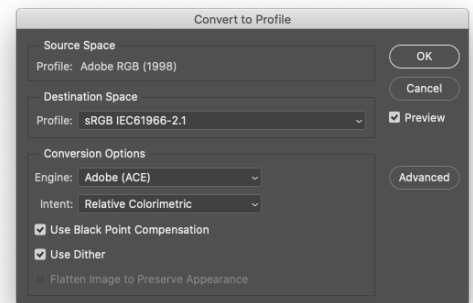 Convert to Profile
Source Space
Profile: Adobe RGB (1998)
OK
Cancel
Destination Space
Profile: sRGB IEC61966-2.1
Preview
Conversion Options
Engine: Adobe (ACE)
Advanced
Intent: Relative Colorimetric
Use Black Point Compensation
Use Dither
Flatten Image to Preserve Appearance